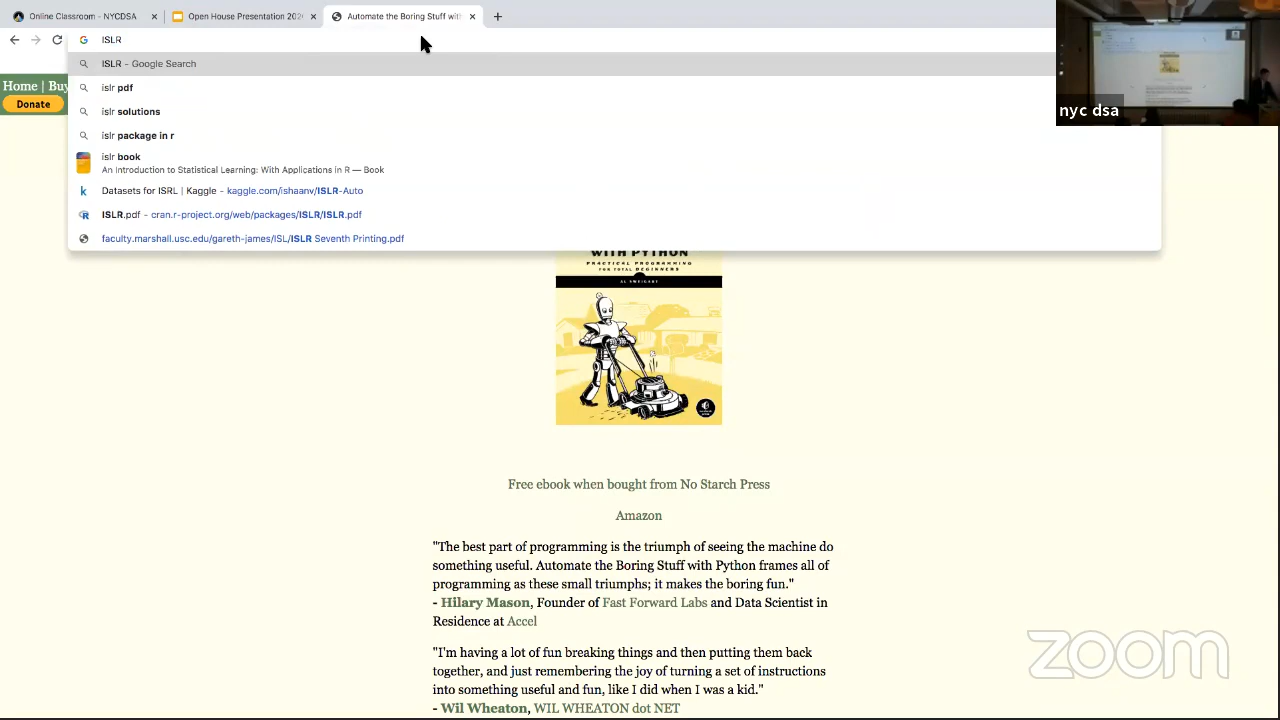 Online Classroom - NYCDSA
Open House Presentation 202
Automate the Boring Stuff with
ISLR
ISLR - Google Search
islr pdf
islr solutions
islr package in r
islr book
An Introduction to Statistical Learning: With Applications in R — Book
Datasets for ISRL | Kaggle - kaggle.com/ishaanv/ISLR-Auto
ISLR.pdf - cran.r-project.org/web/packages/ISLR/ISLR.pdf
faculty.marshall.usc.edu/gareth-james/ISL/ISLR Seventh Printing.pdf
Home | Buy
Donate
nyc dsa
WITH PYTHON
PRACTICAL PROGRAMMING
FOR TOTAL BEGINNERS
AL SWEIGART
Free ebook when bought from No Starch Press
Amazon
"The best part of programming is the triumph of seeing the machine do
something useful. Automate the Boring Stuff with Python frames all of
programming as these small triumphs; it makes the boring fun."
- Hilary Mason, Founder of Fast Forward Labs and Data Scientist in
Residence at Accel
"I'm having a lot of fun breaking things and then putting them back
together, and just remembering the joy of turning a set of instructions
into something useful and fun, like I did when I was a kid."
- Wil Wheaton, WIL WHEATON dot NET
zoom